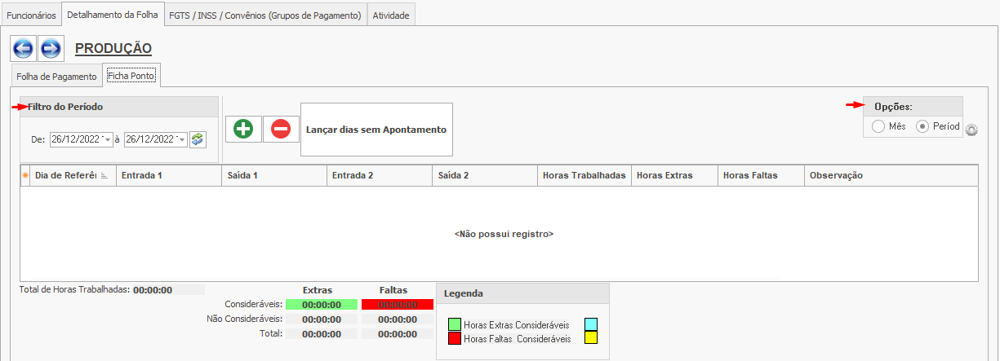 Funcionários Detalhamento da Folha FGTS / INSS / Convênios (Grupos de Pagamento) Atividade
PRODUÇÃO
Folha de Pagamento Ficha Ponto
Filtro do Período
Opções:
De: 26/12/2022 à 26/12/2022
Lançar dias sem Apontamento
Mês Períod
Dia de Referên Entrada 1 Saída 1 Entrada 2 Saída 2 Horas Trabalhadas Horas Extras Horas Faltas Observação
<Não possui registro>
Total de Horas Trabalhadas: 00:00:00
Extras Faltas
Consideráveis: 00:00:00 00:00:00
Não Consideráveis: 00:00:00 00:00:00
Total: 00:00:00 00:00:00
Legenda
Horas Extras Consideráveis
Horas Faltas Consideráveis